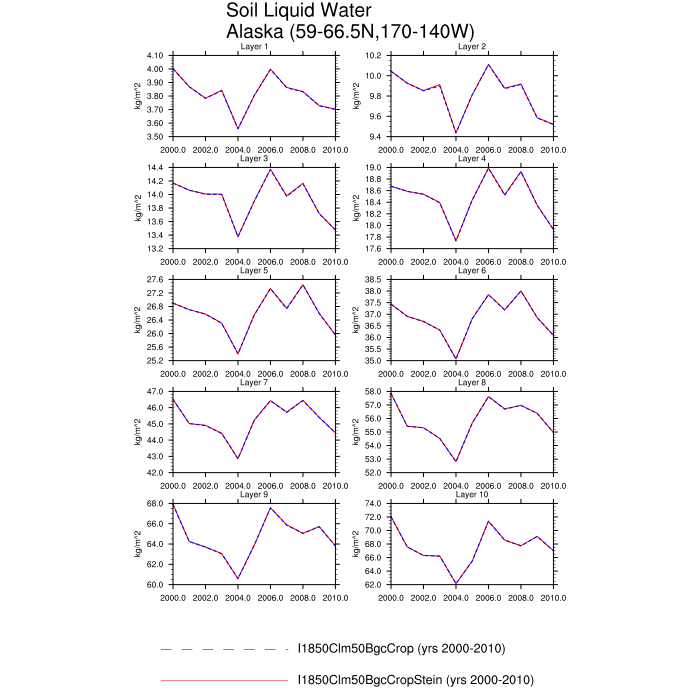 Soil Liquid Water
Alaska (59-66.5N,170-140W)
Layer 1
4.10
4.00
3.90
3.80
3.70
3.60
3.50
kg/m^2
2000.0 2002.0 2004.0 2006.0 2008.0 2010.0
Layer 2
10.2
10.0
9.8
9.6
9.4
kg/m^2
2000.0 2002.0 2004.0 2006.0 2008.0 2010.0
Layer 3
14.4
14.2
14.0
13.8
13.6
13.4
13.2
kg/m^2
2000.0 2002.0 2004.0 2006.0 2008.0 2010.0
Layer 4
19.0
18.8
18.6
18.4
18.2
18.0
17.8
17.6
kg/m^2
2000.0 2002.0 2004.0 2006.0 2008.0 2010.0
Layer 5
27.6
27.2
26.8
26.4
26.0
25.6
25.2
kg/m^2
2000.0 2002.0 2004.0 2006.0 2008.0 2010.0
Layer 6
38.5
38.0
37.5
37.0
36.5
36.0
35.5
35.0
kg/m^2
2000.0 2002.0 2004.0 2006.0 2008.0 2010.0
Layer 7
47.0
46.0
45.0
44.0
43.0
42.0
kg/m^2
2000.0 2002.0 2004.0 2006.0 2008.0 2010.0
Layer 8
58.0
57.0
56.0
55.0
54.0
53.0
52.0
kg/m^2
2000.0 2002.0 2004.0 2006.0 2008.0 2010.0
Layer 9
68.0
66.0
64.0
62.0
60.0
kg/m^2
2000.0 2002.0 2004.0 2006.0 2008.0 2010.0
Layer 10
74.0
72.0
70.0
68.0
66.0
64.0
62.0
kg/m^2
2000.0 2002.0 2004.0 2006.0 2008.0 2010.0
I1850Clm50BgcCrop (yrs 2000-2010)
I1850Clm50BgcCropStein (yrs 2000-2010)